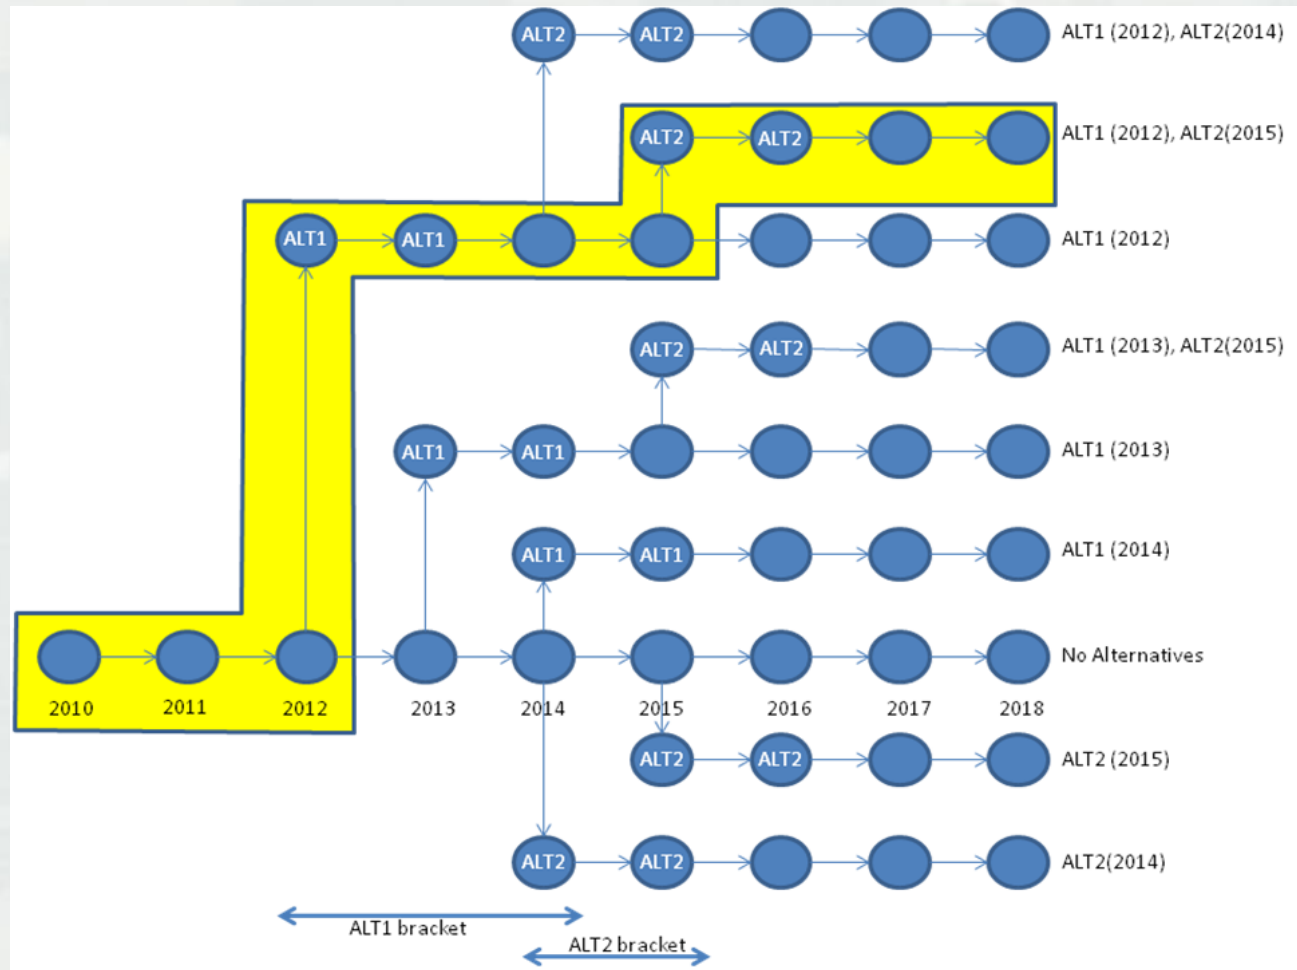 ALT2 ALT2 ALT1 (2012), ALT2(2014)
ALT2 ALT2 ALT1 (2012), ALT2(2015)
ALT1 ALT1 ALT1 (2012)
ALT2 ALT2 ALT1 (2013), ALT2(2015)
ALT1 ALT1 ALT1 (2013)
ALT1 ALT1 ALT1 (2014)
No Alternatives
2010 2011 2012 2013 2014 2015 2016 2017 2018
ALT2 ALT2 ALT2 (2015)
ALT2 ALT2 ALT2(2014)
ALT1 bracket
ALT2 bracket